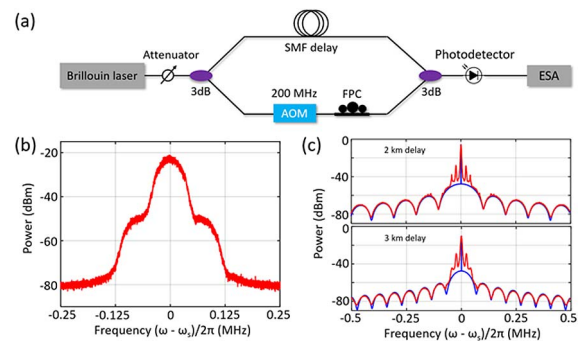 (a)
SMF delay
Attenuator
Photodetector
Brillouin laser
3dB
200 MHz
FPC
3dB
ESA
AOM
(b)
(c)
-20
-40
-60
-80
Power (dBm)
-0.25
-0.125
0
0.125
0.25
Frequency (ω - ωs)/2π (MHz)
0
2 km delay
-40
-80
Power (dBm)
0
3 km delay
-40
-80
-0.5
-0.25
0
0.25
0.5
Frequency (ω - ωs)/2π (MHz)